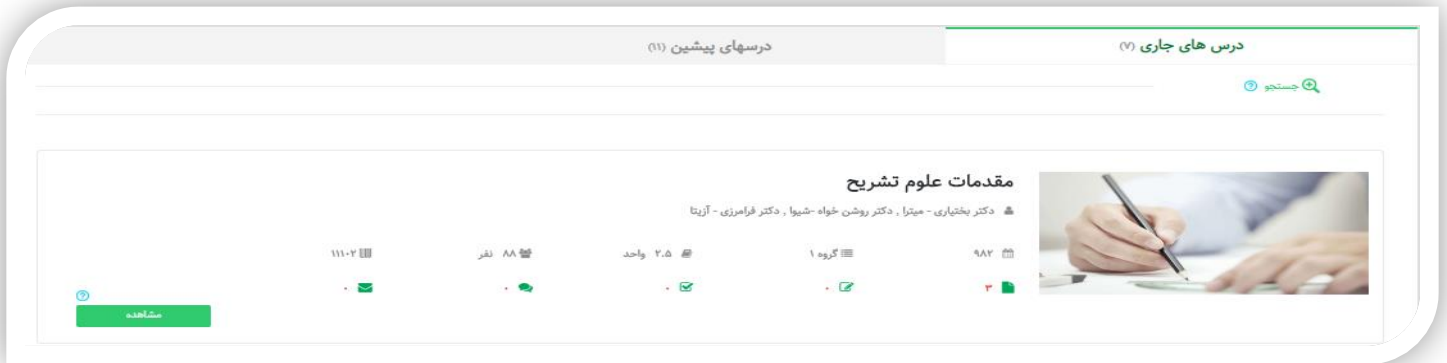 درس های جاری (۷)
درسهای پیشین (۱۱)
جستجو
مقدمات علوم تشریح
دکتر بختیاری - میترا , دکتر روشن خواه -شیوا , دکتر فرامرزی - آزیتا
۹۸۲ گروه ۱ ۲.۵ واحد ۸۸ نفر ۱۱۱۰۲
۳ ۰ ۰ ۰ ۰
مشاهده